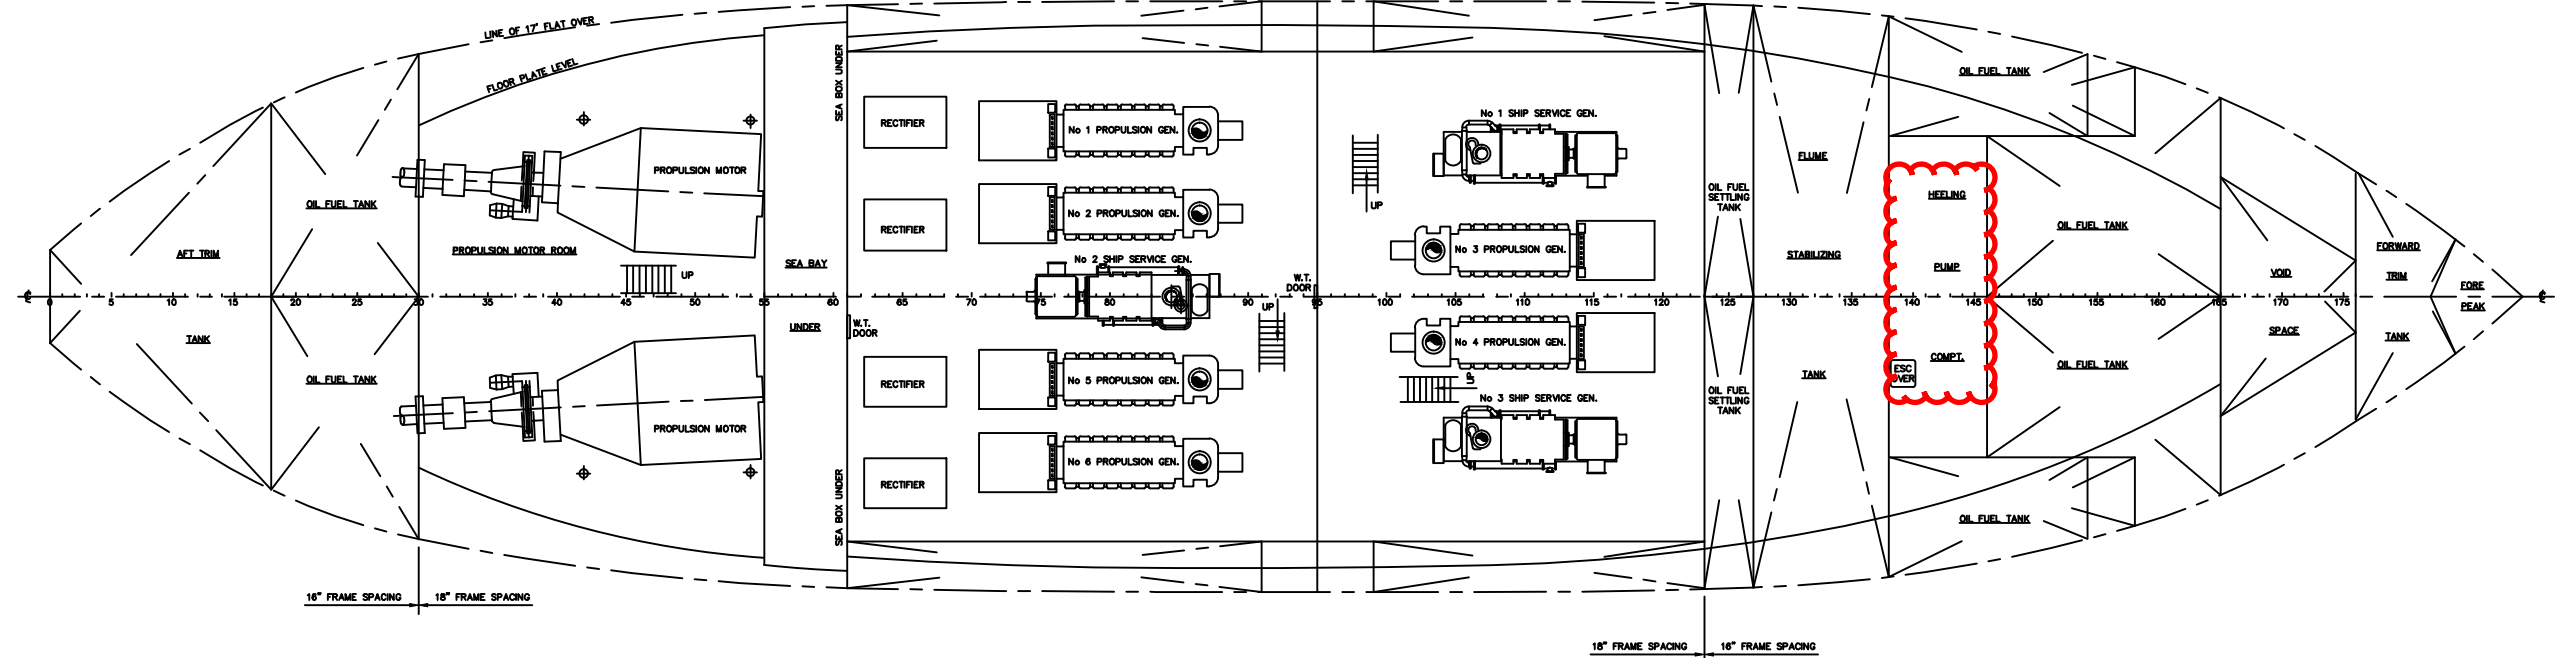 LINE OF 17' FLAT OVER
FLOOR PLATE LEVEL
SEA BOX UNDER
OIL FUEL TANK
RECTIFIER
No 1 PROPULSION GEN.
No 1 SHIP SERVICE GEN.
PROPULSION MOTOR
FLUME
OIL FUEL TANK
OIL FUEL
SETTLING
TANK
HEELING
UP
RECTIFIER
No 2 PROPULSION GEN.
OIL FUEL TANK
AFT TRIM
PROPULSION MOTOR ROOM
No 3 PROPULSION GEN.
STABILIZING
FORWARD
SEA BAY
No 2 SHIP SERVICE GEN.
PUMP
VOID
TRIM
UP
W.T.
DOOR
FORE
PEAK
0 5 10 15 20 25 30 35 40 45 50 55 60 65 70 75 80 85 90 95 100 105 110 115 120 125 130 135 140 145 150 155 160 165 170 175
UP
UNDER
W.T.
DOOR
TANK
SPACE
TANK
No 4 PROPULSION GEN.
COMPT.
OIL FUEL TANK
ESC
OVER
OIL FUEL TANK
RECTIFIER
No 5 PROPULSION GEN.
UP
TANK
OIL FUEL
SETTLING
TANK
No 3 SHIP SERVICE GEN.
PROPULSION MOTOR
No 6 PROPULSION GEN.
RECTIFIER
SEA BOX UNDER
OIL FUEL TANK
16" FRAME SPACING
18" FRAME SPACING
18" FRAME SPACING
16" FRAME SPACING